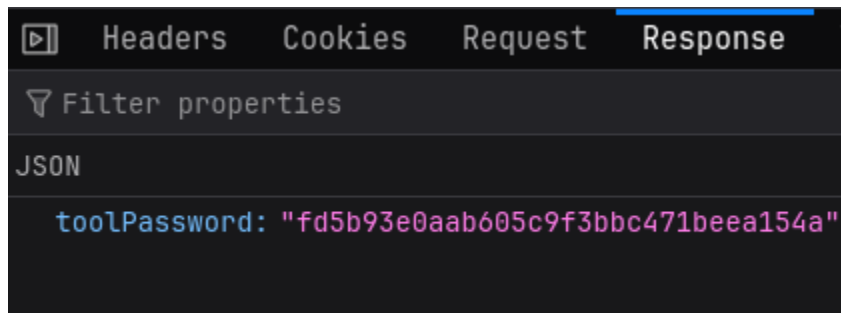 Headers Cookies Request Response
Filter properties
JSON
toolPassword: "fd5b93e0aab605c9f3bbc471beea154a"